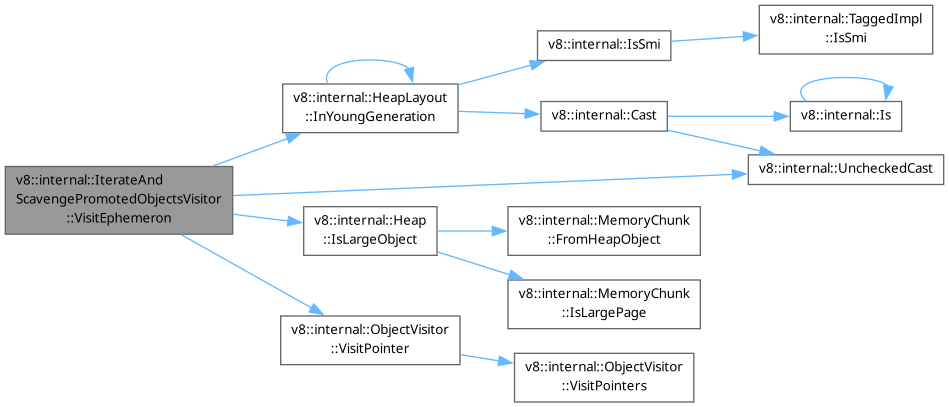 v8::internal::IterateAnd
ScavengePromotedObjectsVisitor
::VisitEphemeron
v8::internal::HeapLayout
::InYoungGeneration
v8::internal::IsSmi
v8::internal::TaggedImpl
::IsSmi
v8::internal::Cast
v8::internal::Is
v8::internal::UncheckedCast
v8::internal::Heap
::IsLargeObject
v8::internal::MemoryChunk
::FromHeapObject
v8::internal::MemoryChunk
::IsLargePage
v8::internal::ObjectVisitor
::VisitPointer
v8::internal::ObjectVisitor
::VisitPointers